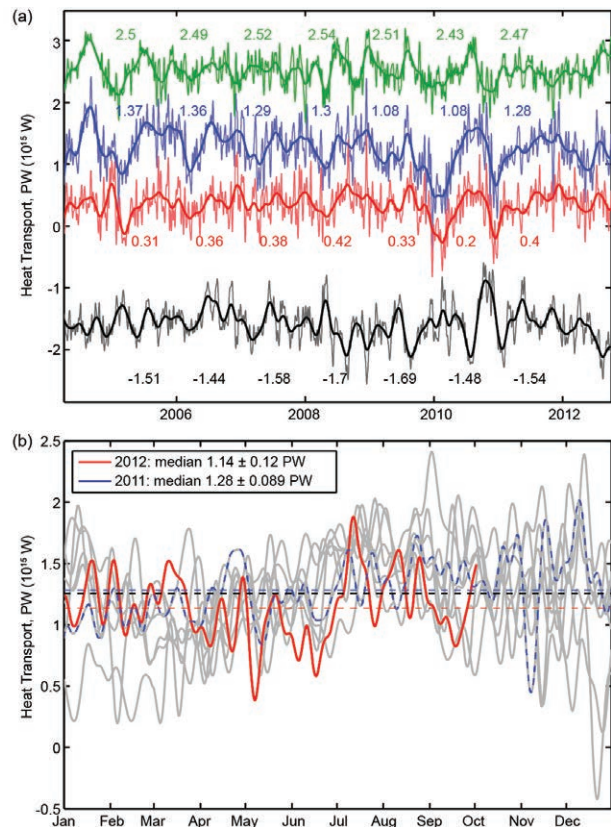 (a)
Heat Transport, PW (10¹⁵ W)
3
2
1
0
-1
-2
2.5 2.49 2.52 2.54 2.51 2.43 2.47
1.37 1.36 1.29 1.3 1.08 1.08 1.28
0.31 0.36 0.38 0.42 0.33 0.2 0.4
-1.51 -1.44 -1.58 -1.7 -1.69 -1.48 -1.54
2006 2008 2010 2012
(b)
Heat Transport, PW (10¹⁵ W)
2.5
2
1.5
1
0.5
0
-0.5
2012: median 1.14 ± 0.12 PW
2011: median 1.28 ± 0.089 PW
Jan Feb Mar Apr May Jun Jul Aug Sep Oct Nov Dec